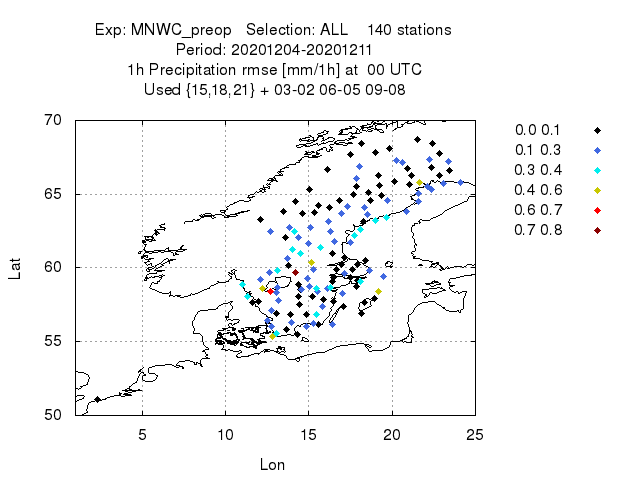 Exp: MNWC_preop Selection: ALL 140 stations
Period: 20201204-20201211
1h Precipitation rmse [mm/1h] at 00 UTC
Used {15,18,21} + 03-02 06-05 09-08
70
65
60
55
50
5 10 15 20 25
Lat
Lon
0.0 0.1
0.1 0.3
0.3 0.4
0.4 0.6
0.6 0.7
0.7 0.8